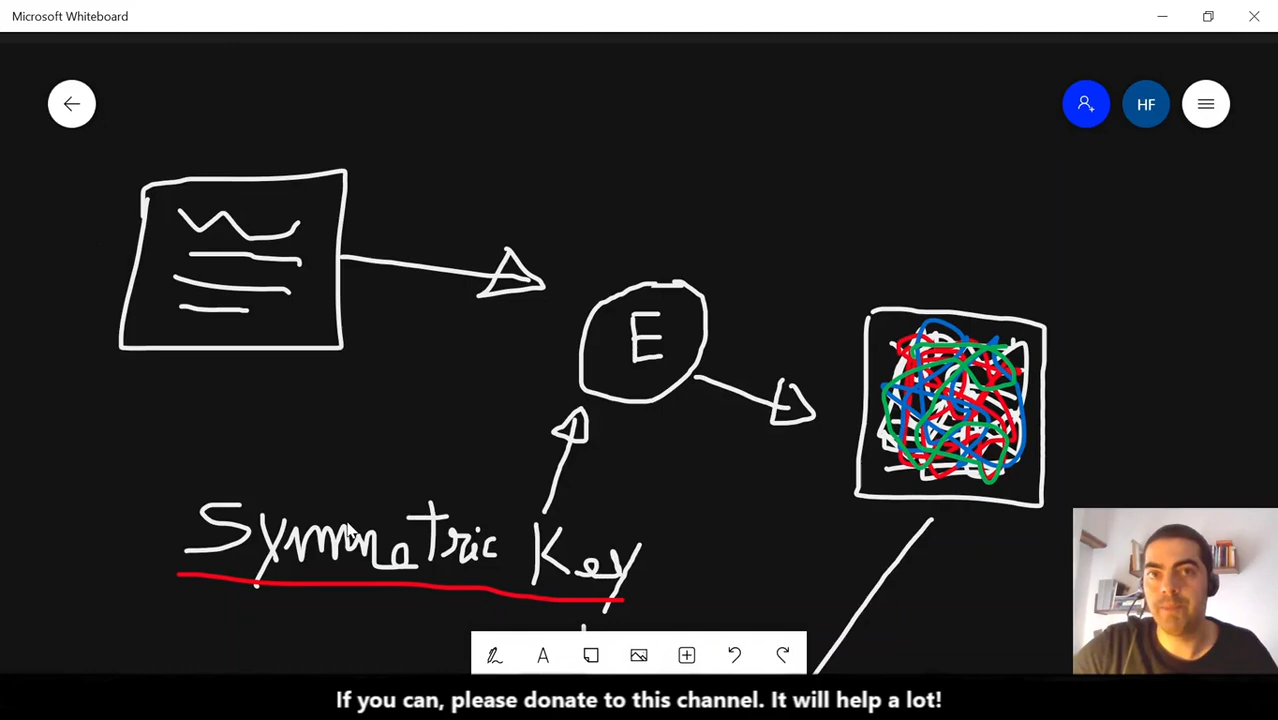 Microsoft Whiteboard
HF
E
Symmetric Key
A
If you can, please donate to this channel. It will help a lot!